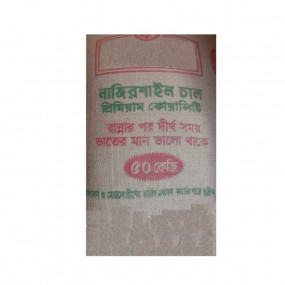 নাজিরশাইল চাল
প্রিমিয়াম কোয়ালিটি
রান্নার পর দীর্ঘ সময়
ভাতের মান ভালো থাকে
৫০ কেজি